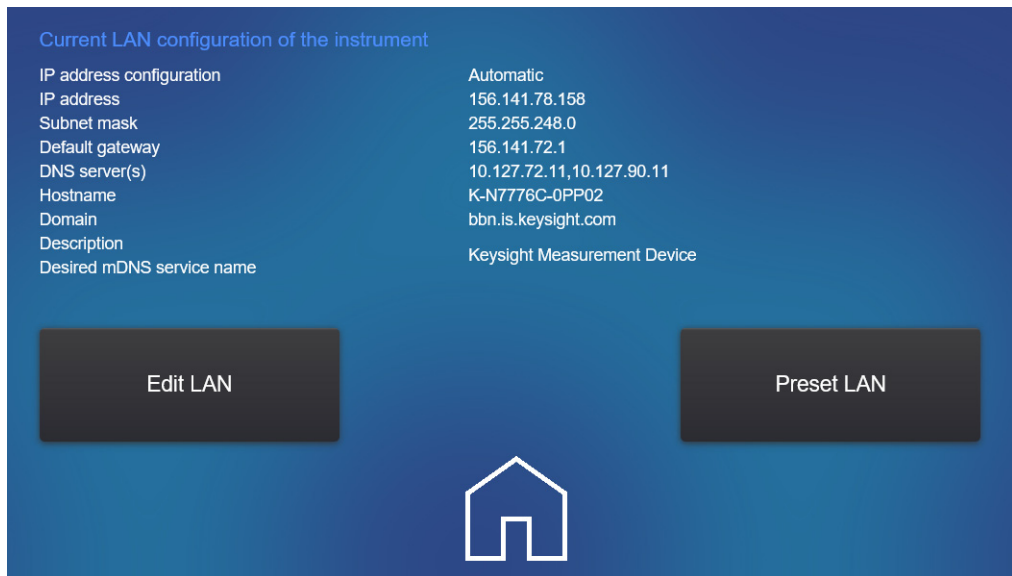 Current LAN configuration of the instrument
IP address configuration Automatic
IP address 156.141.78.158
Subnet mask 255.255.248.0
Default gateway 156.141.72.1
DNS server(s) 10.127.72.11,10.127.90.11
Hostname K-N7776C-0PP02
Domain bbn.is.keysight.com
Description
Keysight Measurement Device
Desired mDNS service name
Edit LAN Preset LAN